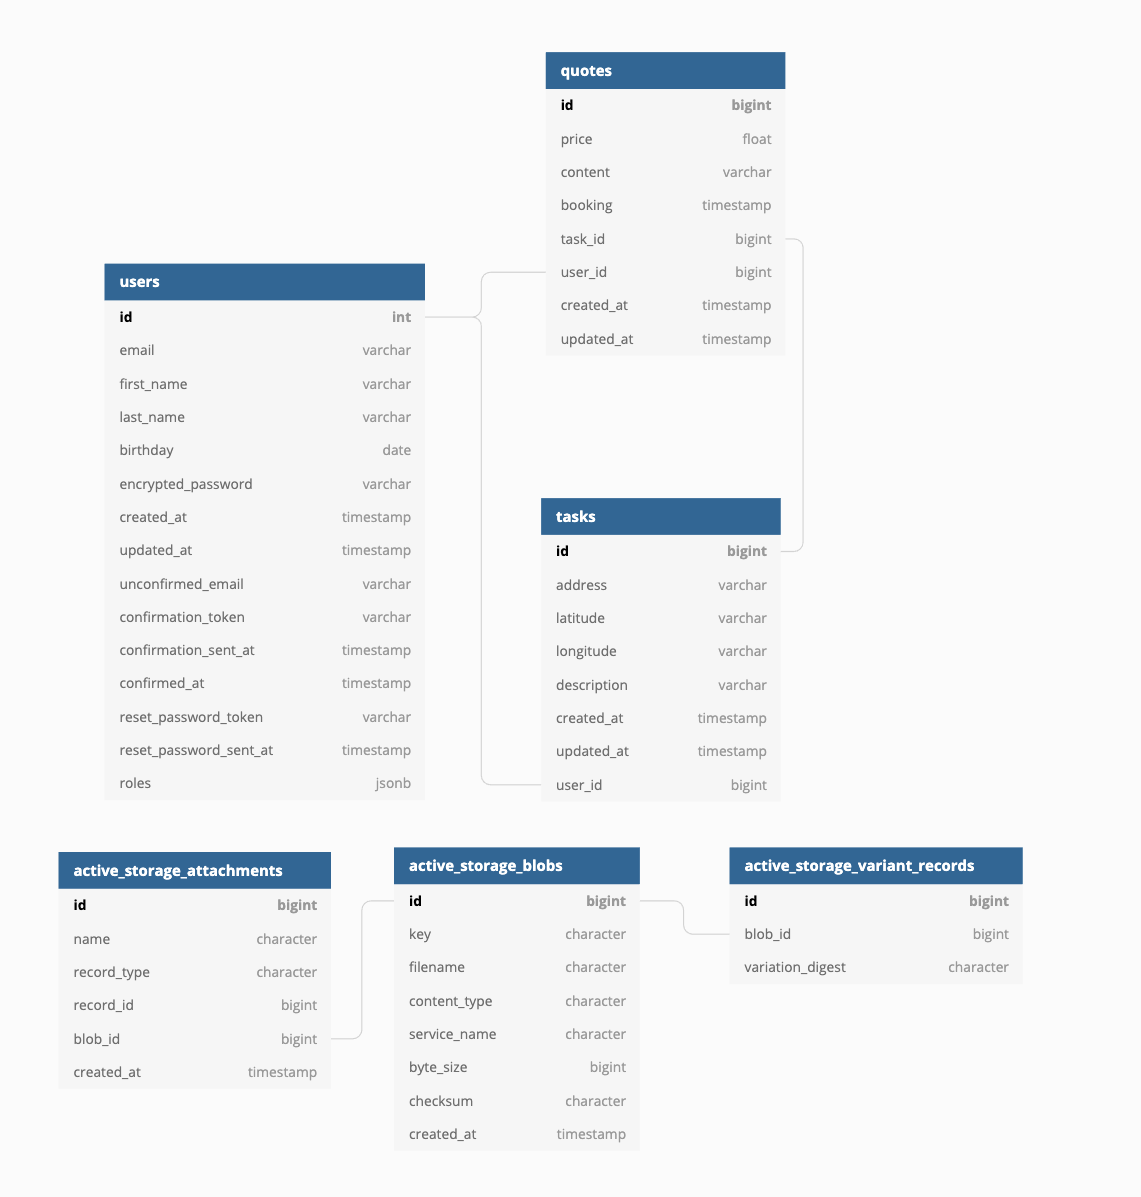 quotes
id bigint
price float
content varchar
booking timestamp
task_id bigint
user_id bigint
created_at timestamp
updated_at timestamp
users
id int
email varchar
first_name varchar
last_name varchar
birthday date
encrypted_password varchar
created_at timestamp
updated_at timestamp
unconfirmed_email varchar
confirmation_token varchar
confirmation_sent_at timestamp
confirmed_at timestamp
reset_password_token varchar
reset_password_sent_at timestamp
roles jsonb
tasks
id bigint
address varchar
latitude varchar
longitude varchar
description varchar
created_at timestamp
updated_at timestamp
user_id bigint
active_storage_attachments
id bigint
name character
record_type character
record_id bigint
blob_id bigint
created_at timestamp
active_storage_blobs
id bigint
key character
filename character
content_type character
service_name character
byte_size bigint
checksum character
created_at timestamp
active_storage_variant_records
id bigint
blob_id bigint
variation_digest character